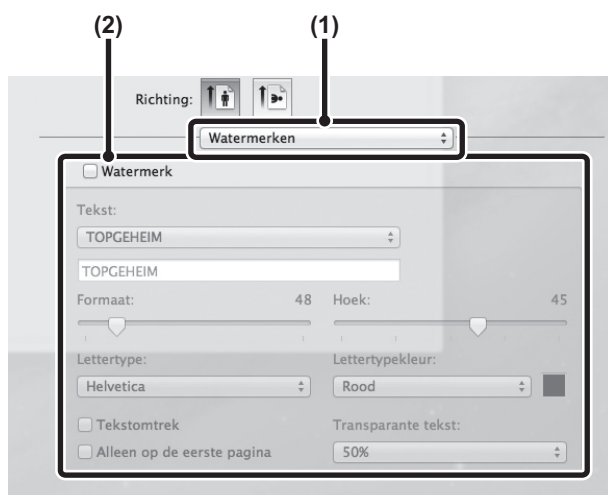 (2) (1)
Richting:
Watermerken
Watermerk
Tekst:
TOPGEHEIM
TOPGEHEIM
Formaat: 48 Hoek: 45
Lettertype: Lettertypekleur:
Helvetica Rood
Tekstomtrek Transparante tekst:
Alleen op de eerste pagina 50%